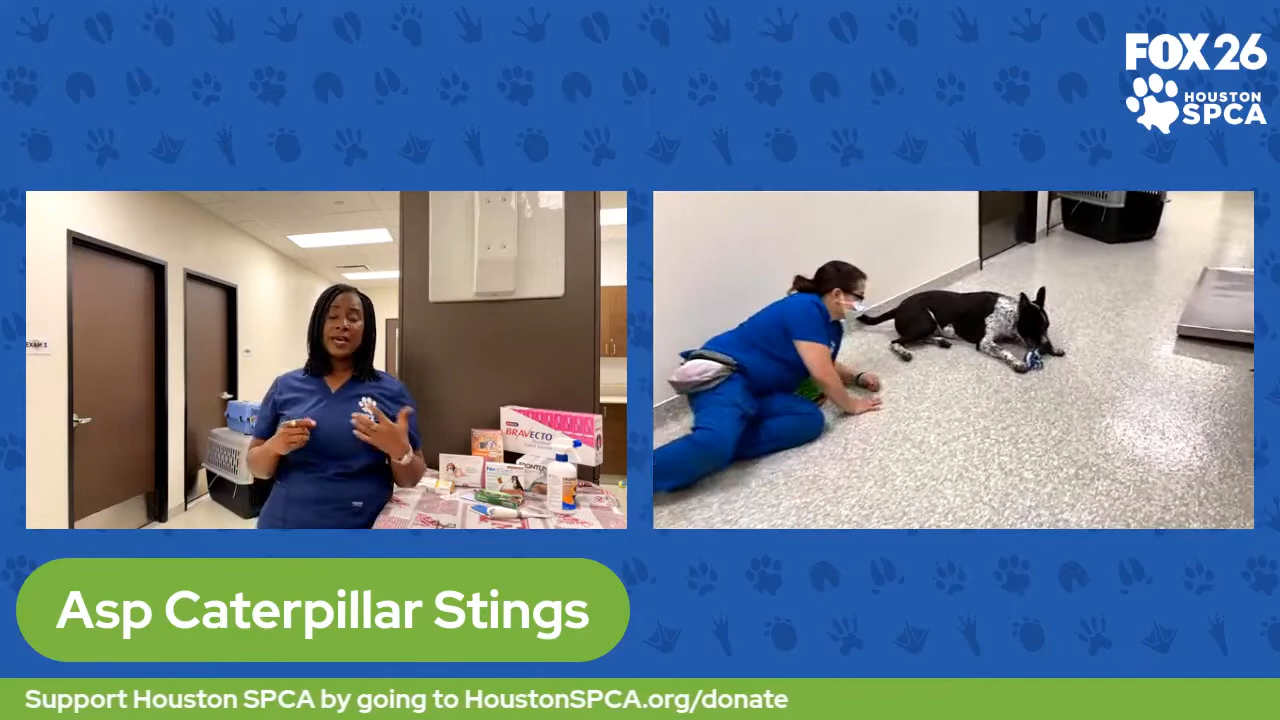 FOX 26
HOUSTON
SPCA
EXAM 3
BRAVECTO
Asp Caterpillar Stings
Support Houston SPCA by going to HoustonSPCA.org/donate